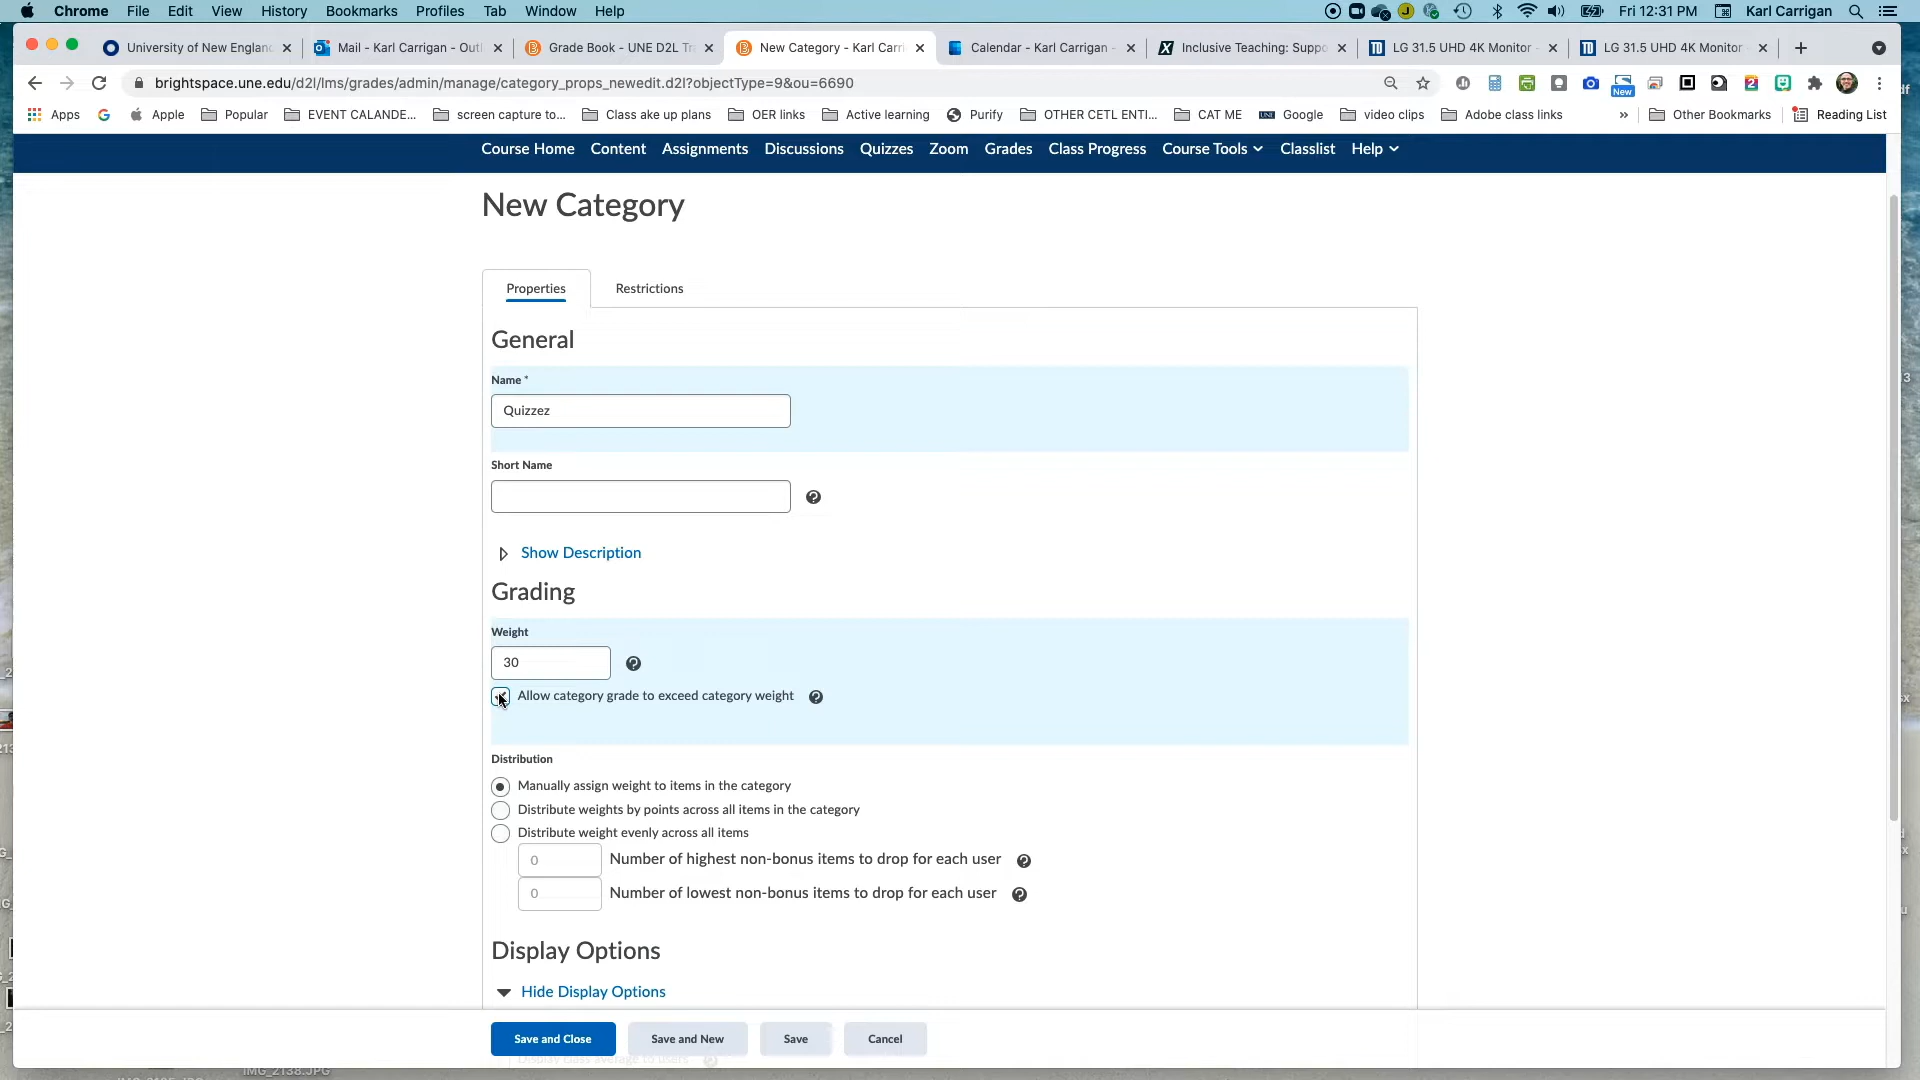 Chrome File Edit View History Bookmarks Profiles Tab Window Help Fri 12:31 PM Karl Carrigan
University of New England Mail - Karl Carrigan - Outl Grade Book - UNE D2L Tr New Category - Karl Carri Calendar - Karl Carrigan - Inclusive Teaching: Suppo LG 31.5 UHD 4K Monitor - LG 31.5 UHD 4K Monitor
brightspace.une.edu/d2l/lms/grades/admin/manage/category_props_newedit.d2l?objectType=9&ou=6690
New
Apps Apple Popular EVENT CALANDE... screen capture to... Class ake up plans OER links Active learning Purify OTHER CETL ENTI... CAT ME Google video clips Adobe class links » Other Bookmarks Reading List
Course Home Content Assignments Discussions Quizzes Zoom Grades Class Progress Course Tools Classlist Help
New Category
Properties Restrictions
General
Name *
Quizzez
Short Name
Show Description
Grading
Weight
30
Allow category grade to exceed category weight
Distribution
Manually assign weight to items in the category
Distribute weights by points across all items in the category
Distribute weight evenly across all items
0 Number of highest non-bonus items to drop for each user
0 Number of lowest non-bonus items to drop for each user
Display Options
Hide Display Options
Save and Close Save and New Save Cancel
Display class average to users
IMG_2138.JPG